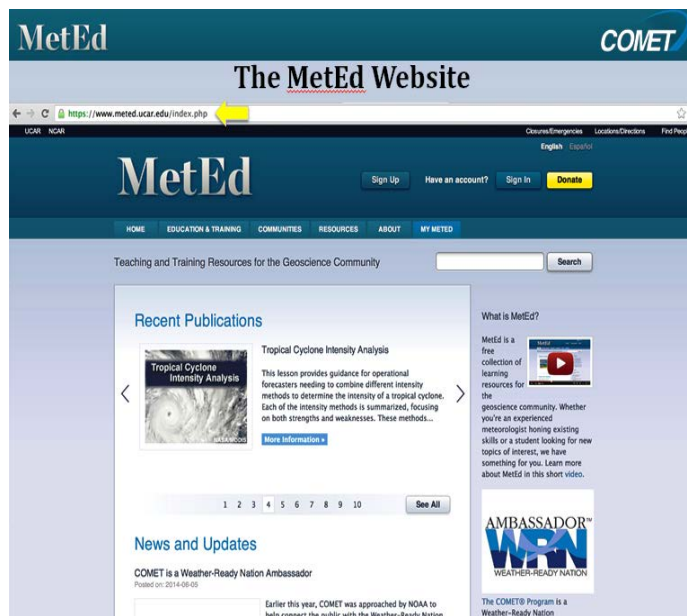 MetEd
COMET
The MetEd Website
https://www.meted.ucar.edu/index.php
UCAR NCAR
Closures/Emergencies Locations/Directions Find Peop
English Español
MetEd
Sign Up Have an account? Sign In Donate
HOME EDUCATION & TRAINING COMMUNITIES RESOURCES ABOUT MY METED
Teaching and Training Resources for the Geoscience Community
Search
Recent Publications
Tropical Cyclone
Intensity Analysis
NASA/MODIS
Tropical Cyclone Intensity Analysis
This lesson provides guidance for operational
forecasters needing to combine different intensity
methods to determine the intensity of a tropical cyclone.
Each of the intensity methods is summarized, focusing
on both strengths and weaknesses. These methods...
More Information »
1 2 3 4 5 6 7 8 9 10
See All
News and Updates
COMET is a Weather-Ready Nation Ambassador
Posted on: 2014-06-05
Earlier this year, COMET was approached by NOAA to
help connect the public with the Weather-Ready Nation
What is MetEd?
MetEd is a
free
collection of
learning
resources for
the
geoscience community. Whether
you're an experienced
meteorologist honing existing
skills or a student looking for new
topics of interest, we have
something for you. Learn more
about MetEd in this short video.
AMBASSADOR™
WRN
WEATHER-READY NATION
The COMET® Program is a
Weather-Ready Nation